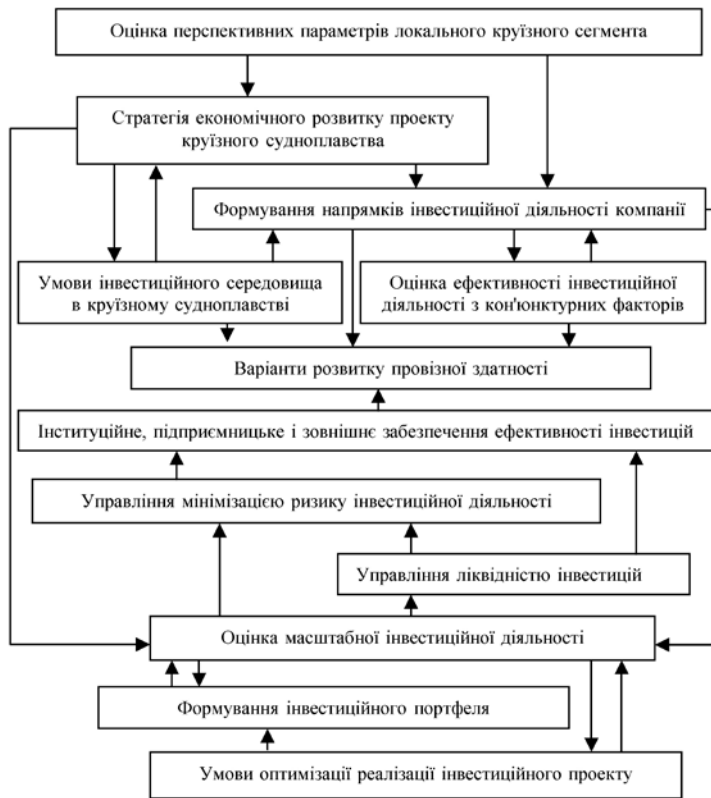 Оцінка перспективних параметрів локального круїзного сегмента
Стратегія економічного розвитку проекту
круїзного судноплавства
Формування напрямків інвестиційної діяльності компанії
Умови інвестиційного середовища
в круїзному судноплавстві
Оцінка ефективності інвестиційної
діяльності з кон'юнктурних факторів
Варіанти розвитку провізної здатності
Інституційне, підприємницьке і зовнішнє забезпечення ефективності інвестицій
Управління мінімізацією ризику інвестиційної діяльності
Управління ліквідністю інвестицій
Оцінка масштабної інвестиційної діяльності
Формування інвестиційного портфеля
Умови оптимізації реалізації інвестиційного проекту